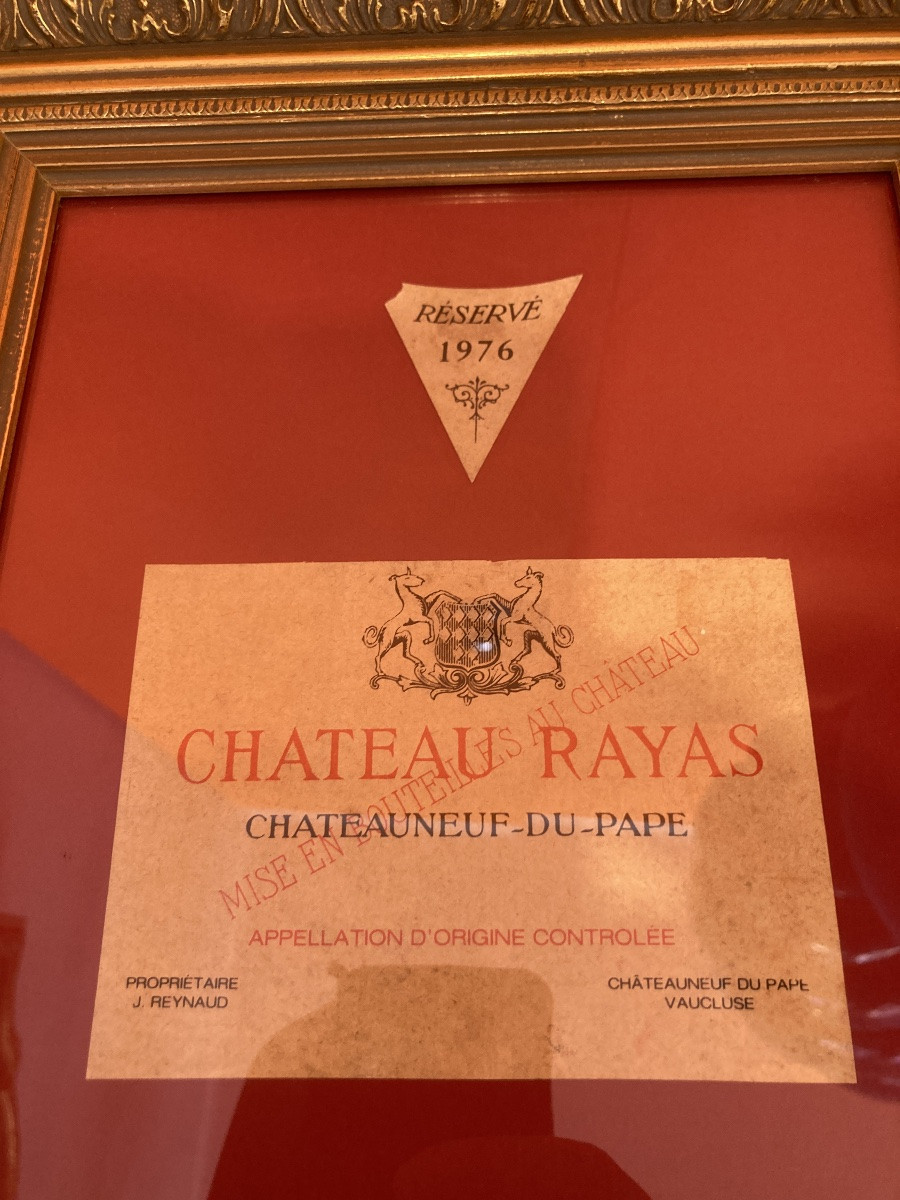 RÉSERVÉ
1976
CHATEAU RAYAS
MISE EN BOUTEILLES AU CHÂTEAU
CHATEAUNEUF-DU-PAPE
APPELLATION D'ORIGINE CONTROLÉE
PROPRIÉTAIRE
J. REYNAUD
CHÂTEAUNEUF DU PAPE
VAUCLUSE